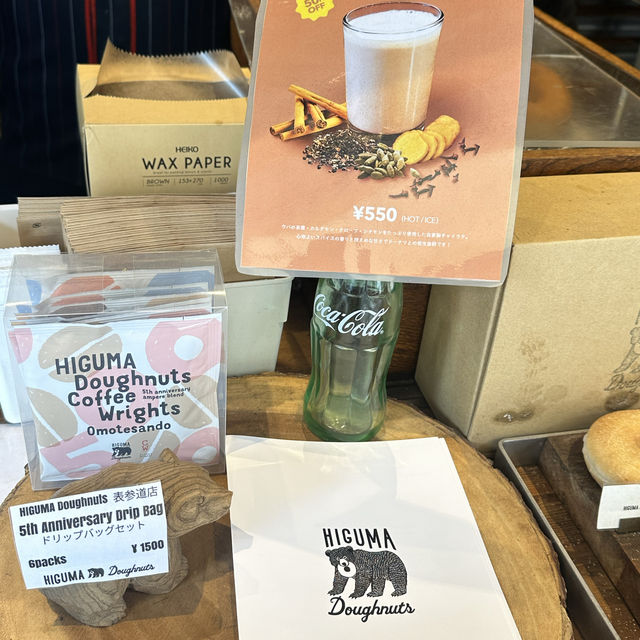 OFF
HEIKO
WAX PAPER
BROWN 153×270 1000
¥550 (HOT/ICE)
Coca-Cola
HIGUMA
Doughnuts
Coffee
Wrights
5th anniversary
ampere blend
Omotesando
HIGUMA
HIGUMA Doughnuts 表参道店
5th Anniversary Drip Bag
ドリップバッグセット
6packs ¥1500
HIGUMA Doughnuts
HIGUMA
Doughnuts